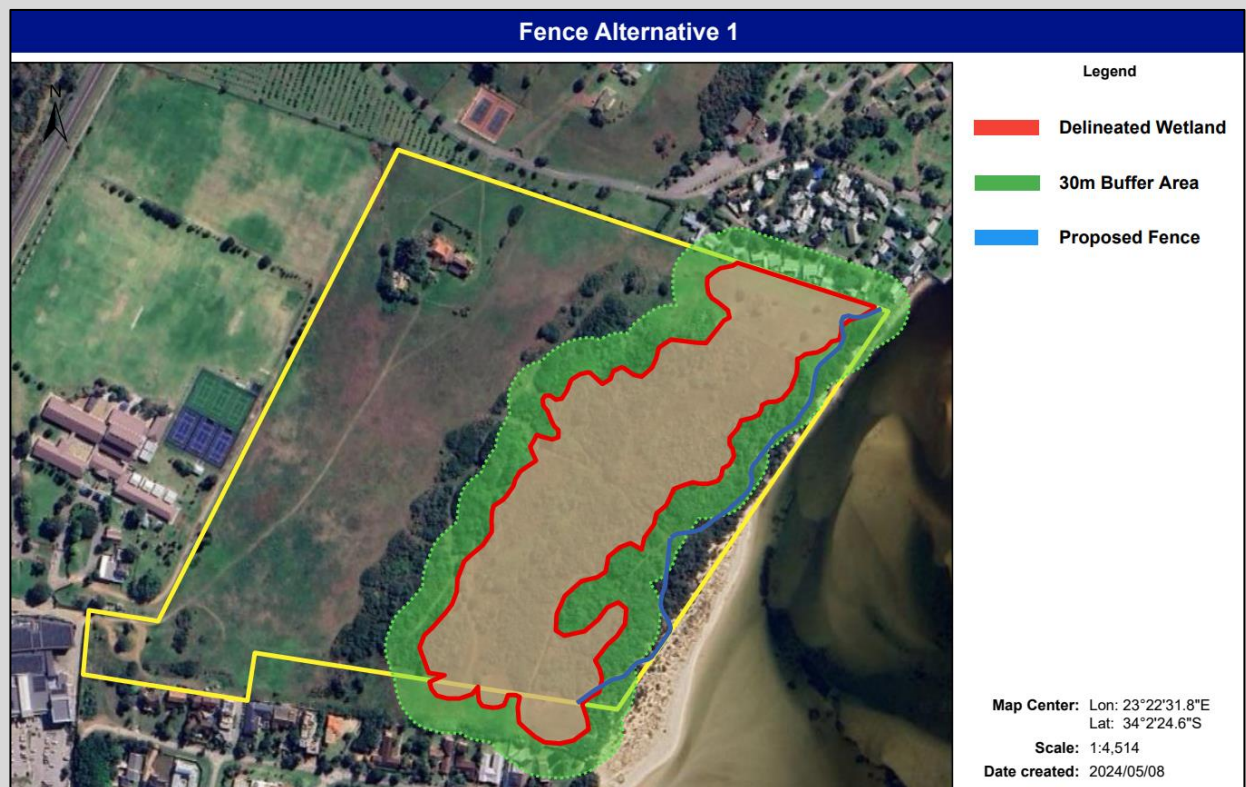 Fence Alternative 1
N
Legend
Delineated Wetland
30m Buffer Area
Proposed Fence
Map Center: Lon: 23°22'31.8"E
Lat: 34°2'24.6"S
Scale: 1:4,514
Date created: 2024/05/08